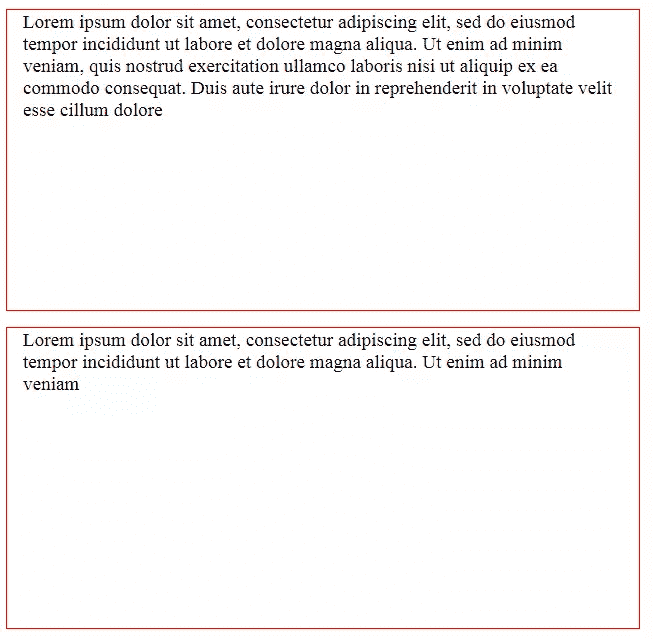 Lorem ipsum dolor sit amet, consectetur adipiscing elit, sed do eiusmod
tempor incididunt ut labore et dolore magna aliqua. Ut enim ad minim
veniam, quis nostrud exercitation ullamco laboris nisi ut aliquip ex ea
commodo consequat. Duis aute irure dolor in reprehenderit in voluptate velit
esse cillum dolore
Lorem ipsum dolor sit amet, consectetur adipiscing elit, sed do eiusmod
tempor incididunt ut labore et dolore magna aliqua. Ut enim ad minim
veniam